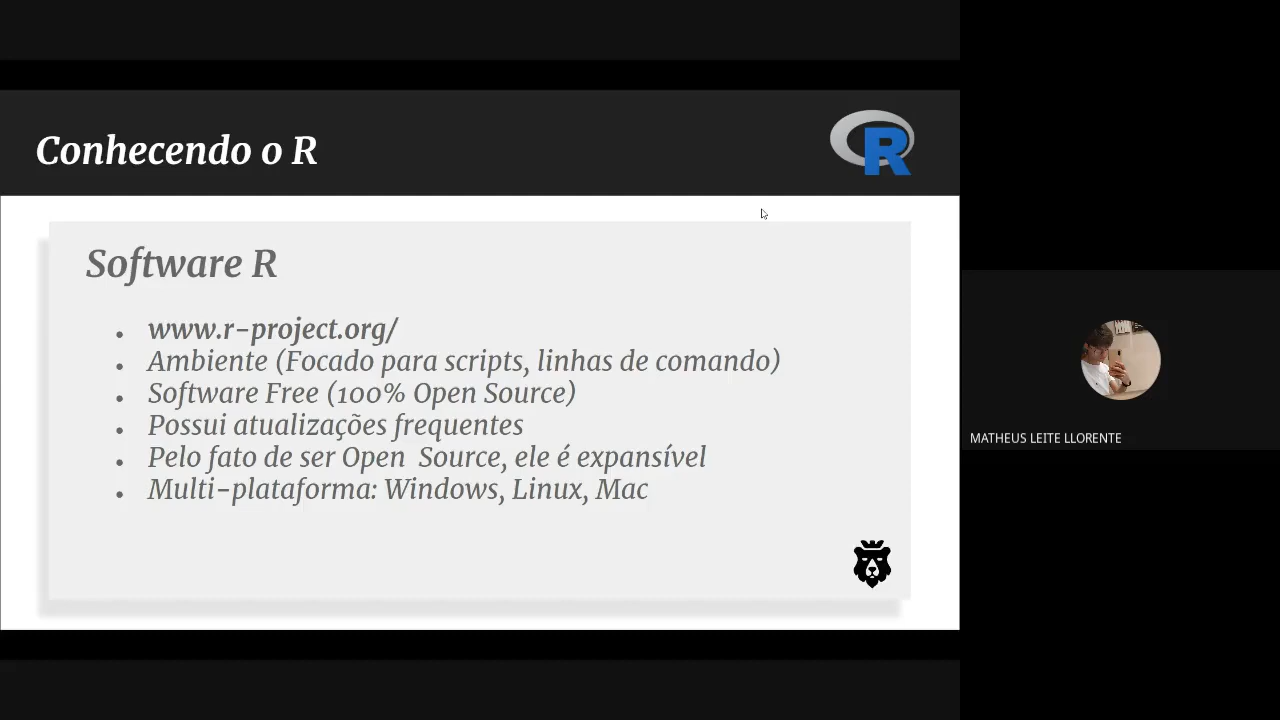 Conhecendo o R
R
Software R
www.r-project.org/
Ambiente (Focado para scripts, linhas de comando)
Software Free (100% Open Source)
Possui atualizações frequentes
Pelo fato de ser Open  Source, ele é expansível
Multi-plataforma: Windows, Linux, Mac
MATHEUS LEITE LLORENTE